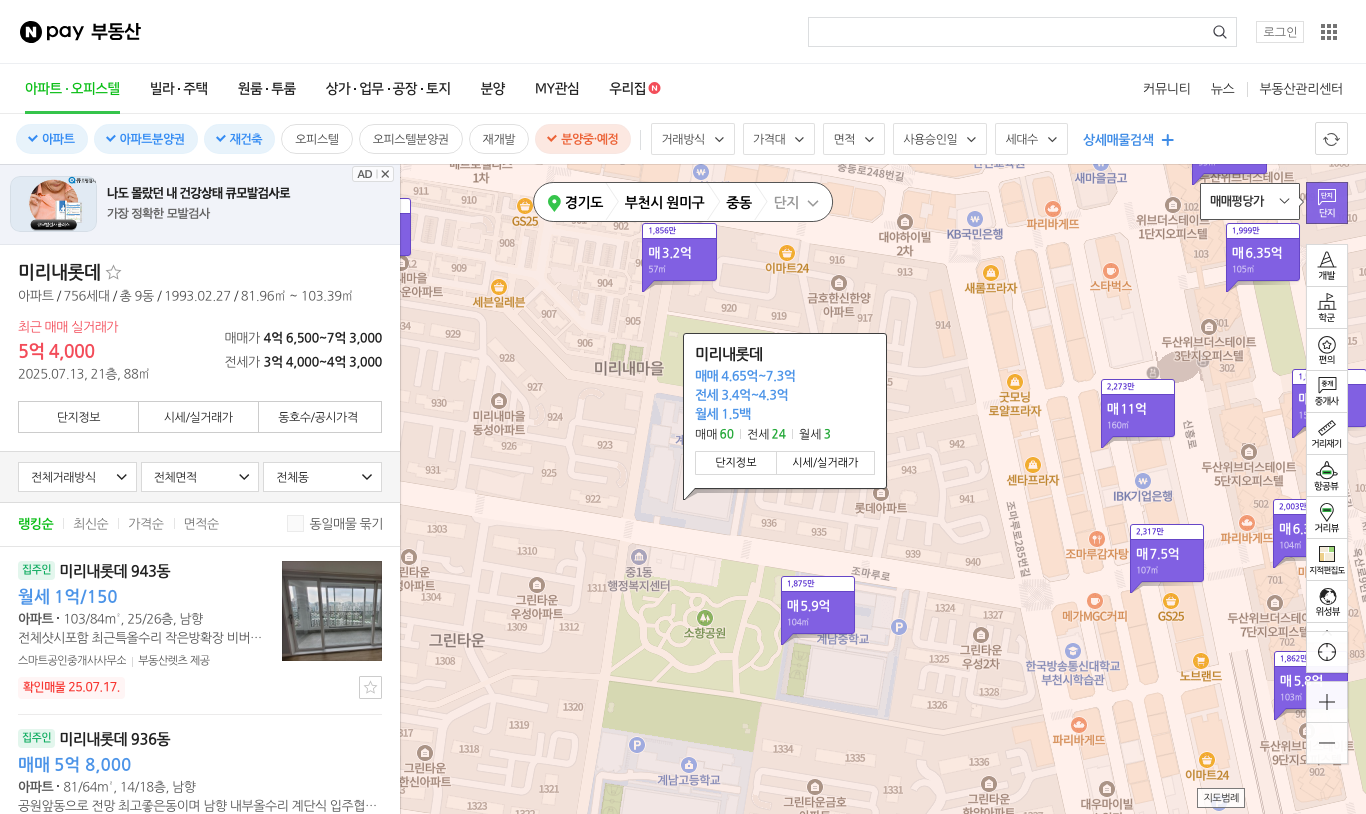 N pay 부동산
로그인
아파트·오피스텔
빌라·주택
원룸·투룸
상가·업무·공장·토지
분양
MY관심
우리집 N
커뮤니티
뉴스
부동산관리센터
아파트
아파트분양권
재건축
오피스텔
오피스텔분양권
재개발
분양중·예정
거래방식
가격대
면적
사용승인일
세대수
상세매물검색
나도 몰랐던 내 건강상태 큐모발검사로
가장 정확한 모발검사
AD
미리내롯데
아파트 / 756세대 / 총 9동 / 1993.02.27 / 81.96㎡ ~ 103.39㎡
최근 매매 실거래가
5억 4,000
2025.07.13, 21층, 88㎡
매매가 4억 6,500~7억 3,000
전세가 3억 4,000~4억 3,000
단지정보
시세/실거래가
동호수/공시가격
전체거래방식
전체면적
전체동
랭킹순
최신순
가격순
면적순
동일매물 묶기
집주인 미리내롯데 943동
월세 1억/150
아파트 · 103/84㎡, 25/26층, 남향
전체샷시포함 최근특올수리 작은방확장 비버…
스마트공인중개사사무소
부동산렛츠 제공
확인매물 25.07.17.
집주인 미리내롯데 936동
매매 5억 8,000
아파트 · 81/64㎡, 14/18층, 남향
공원앞동으로 전망 최고좋은동이며 남향 내부올수리 계단식 입주협…
경기도
부천시 원미구
중동
단지
매매평당가
단지
개발
학군
편의
중개사
거리재기
항공뷰
거리뷰
지적편집도
위성뷰
지도범례
미리내롯데
매매 4.65억~7.3억
전세 3.4억~4.3억
월세 1.5백
매매 60
전세 24
월세 3
단지정보
시세/실거래가
1,856만
매 3.2억
57㎡
1,999만
매 6.35억
105㎡
2,273만
매 11억
160㎡
2,317만
매 7.5억
107㎡
1,875만
매 5.9억
104㎡
2,003만
매 6.3
104㎡
1,862만
매 5.8억
103㎡
1차
중동로248번길
새마을금고
두산위브더스테이트
911
910
GS25
대야하이빌
2차
KB국민은행
파리바게뜨
위브더스테이트
1단지오피스텔
이마트24
909
908
세븐일레븐
916
914
913
금호한신한양
아파트
새롬프라자
스타벅스
103
929
928
926
927
미리내마을
미리내마을
동성아파트
두산위브더스테이트
3단지오피스텔
굿모닝
로얄프라자
신흥로
센타프라자
두산위브더스테이트
5단지오피스텔
IBK기업은행
롯데아파트
936
935
939
940
조마루로
조마루로285번길
조마루감자탕
파리바게뜨
1303
1310
1302
그린타운
우성아파트
1309
1312
1308
그린타운
중1동
행정복지센터
소향공원
계남중학교
메가MGC커피
GS25
1324
1325
1327
1328
1326
그린타운
우성2차
한국방송통신대학교
부천시학습관
노브랜드
7단지오피스텔
702
1320
1319
1318
1317
그린타운
한신아파트
계남고등학교
1334
1335
1333
그린타운금호
그린타운
한양아파트
대우마이빌
파리바게뜨
이마트24
두산위브더스테이트
9단지오피스텔
902